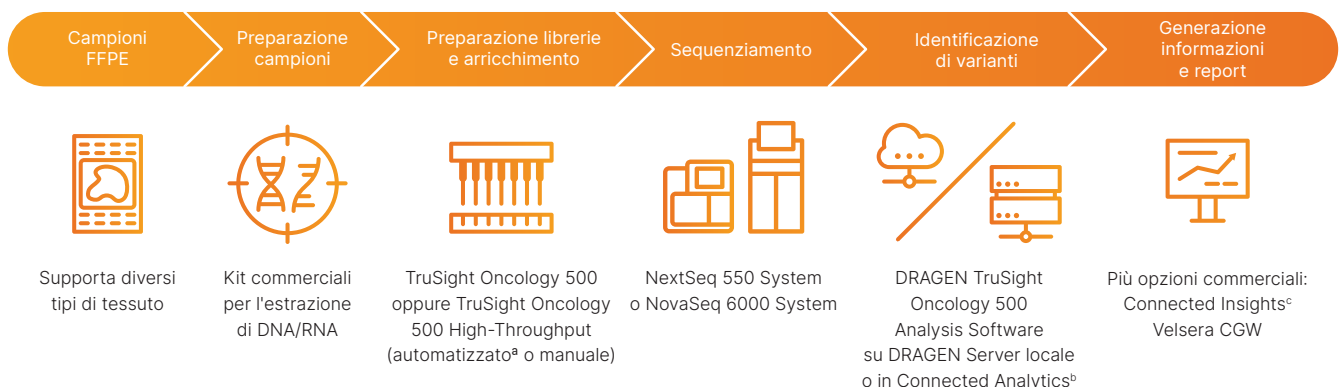 Campioni
FFPE
Preparazione
campioni
Preparazione librerie
e arricchimento
Sequenziamento
Identificazione
di varianti
Generazione
informazioni
e report
Supporta diversi
tipi di tessuto
Kit commerciali
per l'estrazione
di DNA/RNA
TruSight Oncology 500
oppure TruSight Oncology
500 High-Throughput
(automatizzatoᵃ o manuale)
NextSeq 550 System
o NovaSeq 6000 System
DRAGEN TruSight
Oncology 500
Analysis Software
su DRAGEN Server locale
o in Connected Analyticsᵇ
Più opzioni commerciali:
Connected Insightsᶜ
Velsera CGW